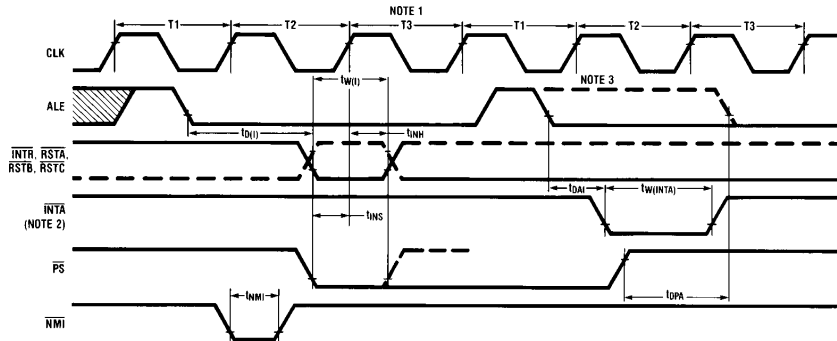 NOTE 1
T1 T2 T3 T1 T2 T3
CLK
tW(I)
NOTE 3
ALE
tD(I) tINH
INTR, RSTA,
RSTB, RSTC
tDAI tW(INTA)
INTA
(NOTE 2)
tINS
PS
tNMI
tDPA
NMI